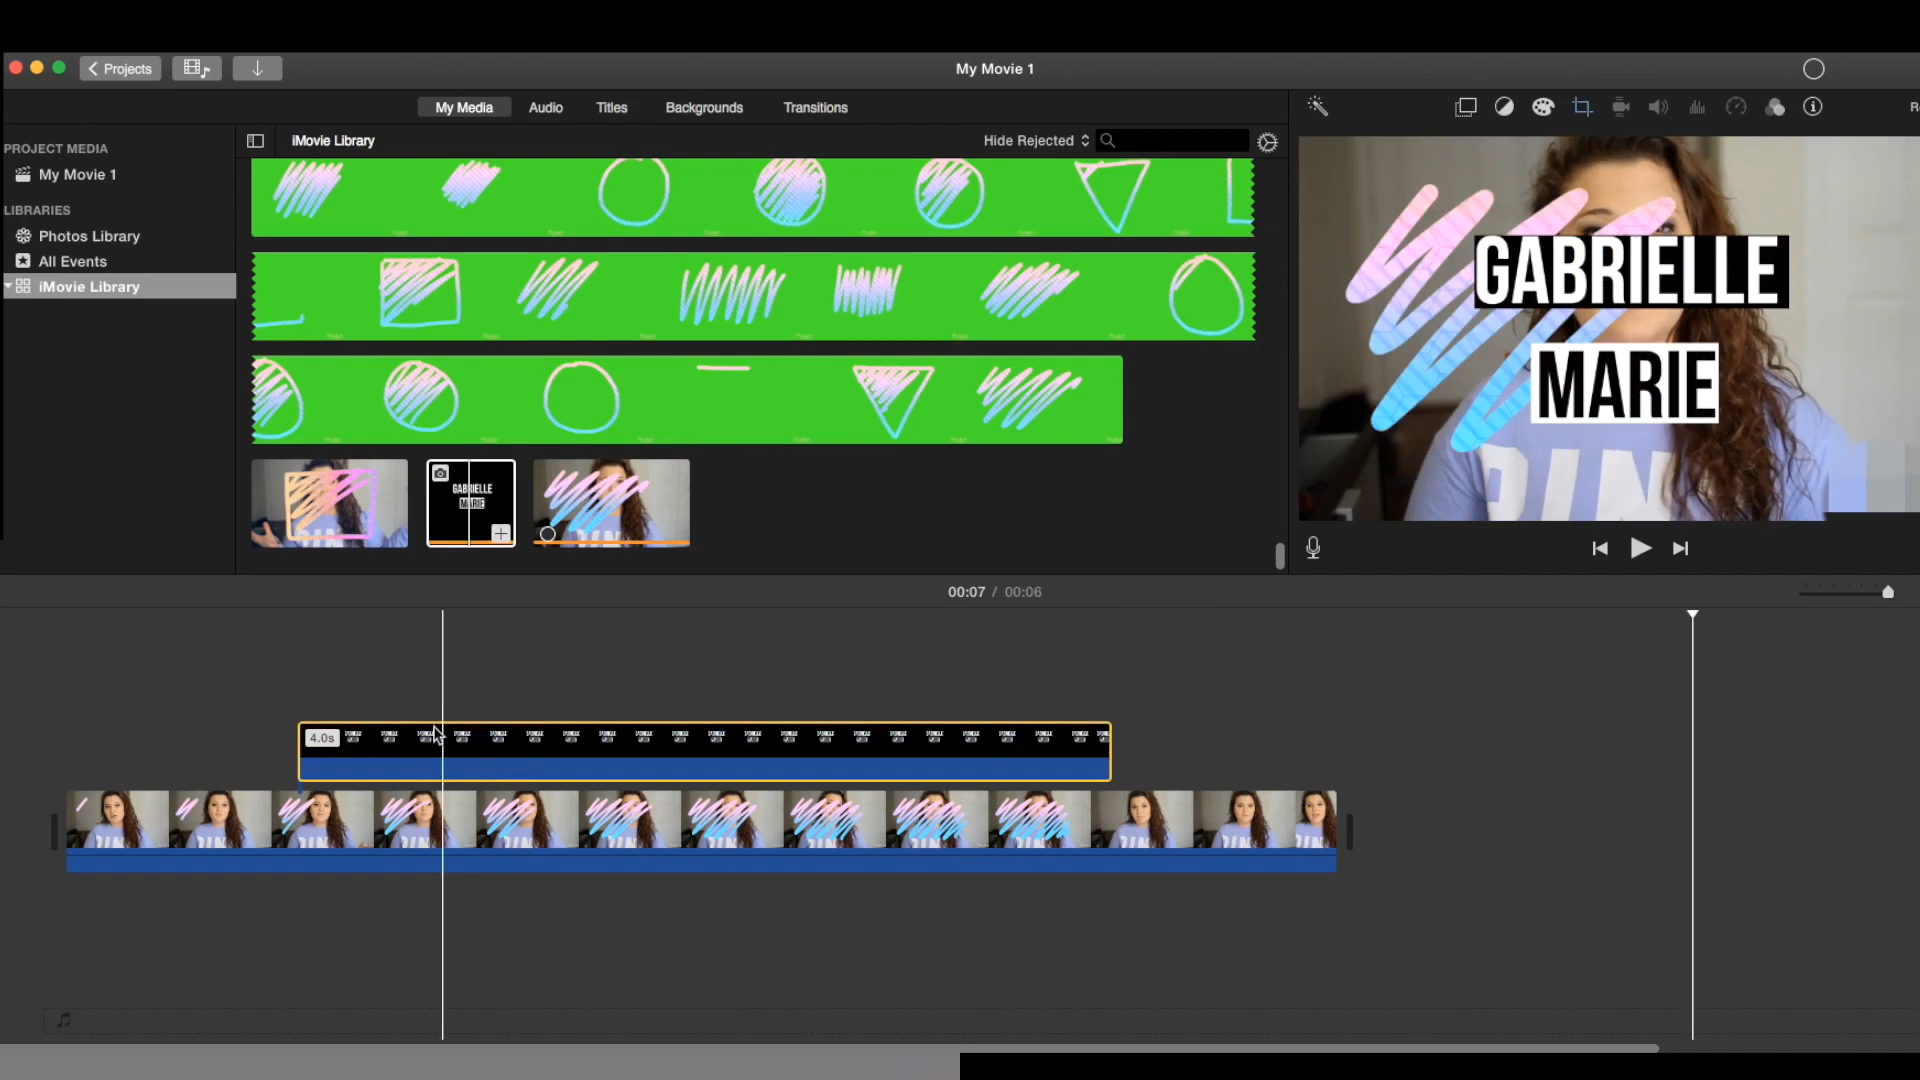 Projects
My Movie 1
My Media
Audio
Titles
Backgrounds
Transitions
PROJECT MEDIA
My Movie 1
LIBRARIES
Photos Library
All Events
iMovie Library
iMovie Library
Hide Rejected
GABRIELLE
MARIE
GABRIELLE
MARIE
00:07 / 00:06
4.0s